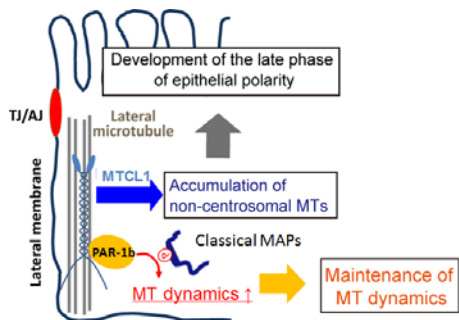 Development of the late phase
of epithelial polarity
TJ/AJ
Lateral
microtubule
Lateral membrane
MTCL1
Accumulation of
non-centrosomal MTs
PAR-1b
Classical MAPs
MT dynamics ↑
Maintenance of
MT dynamics